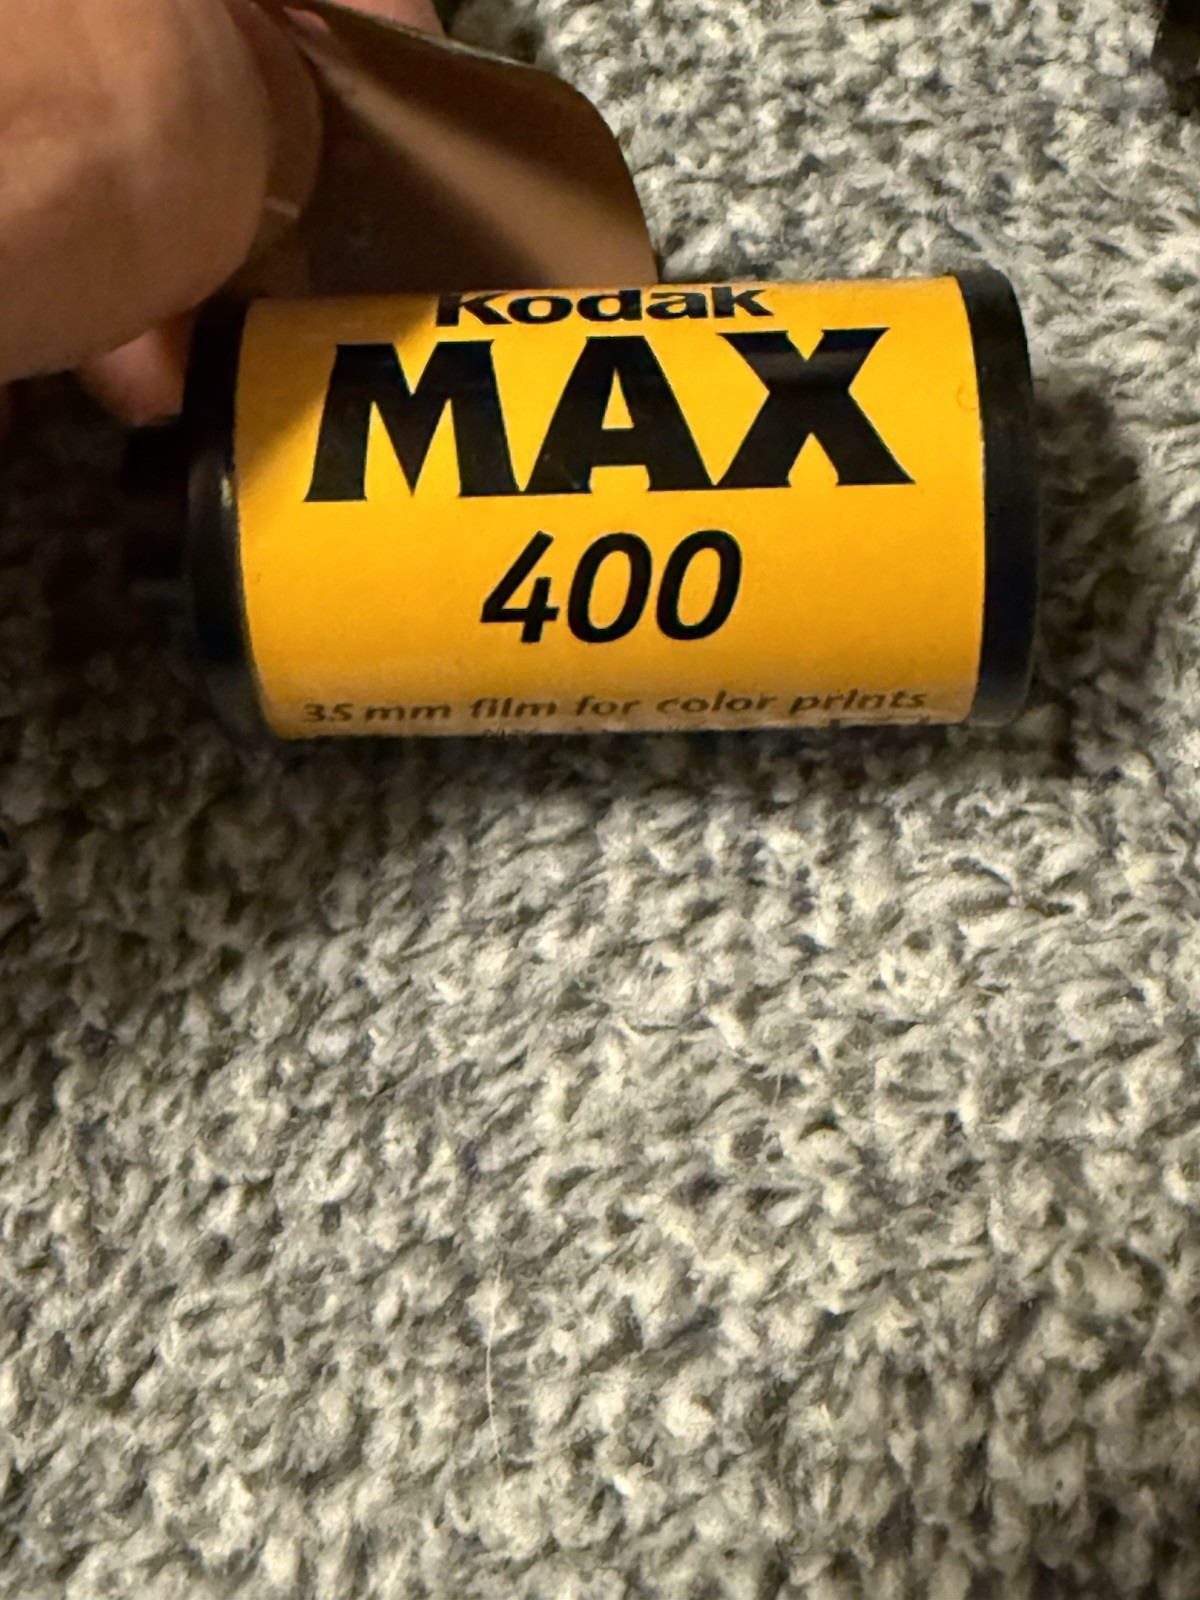 Kodak
MAX
400
35 mm film for color prints